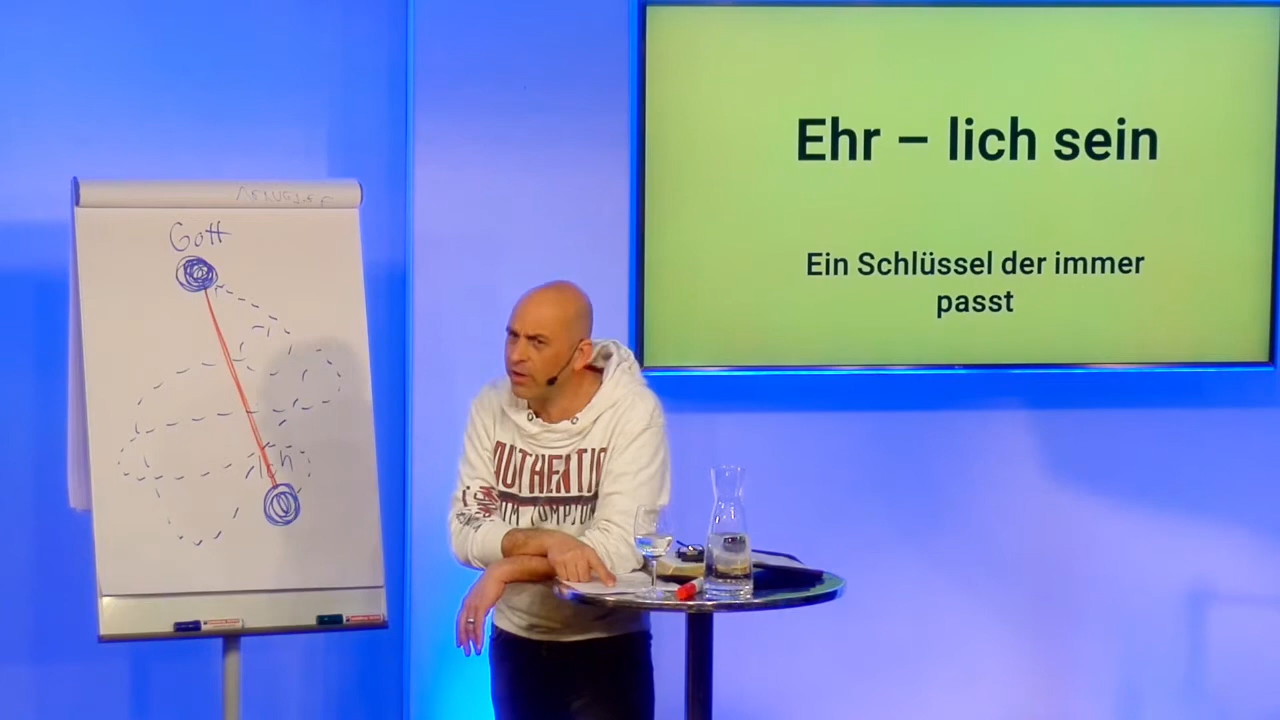 Gott
Ich
Ehr – lich sein
Ein Schlüssel der immer
passt
AUTHENTIC